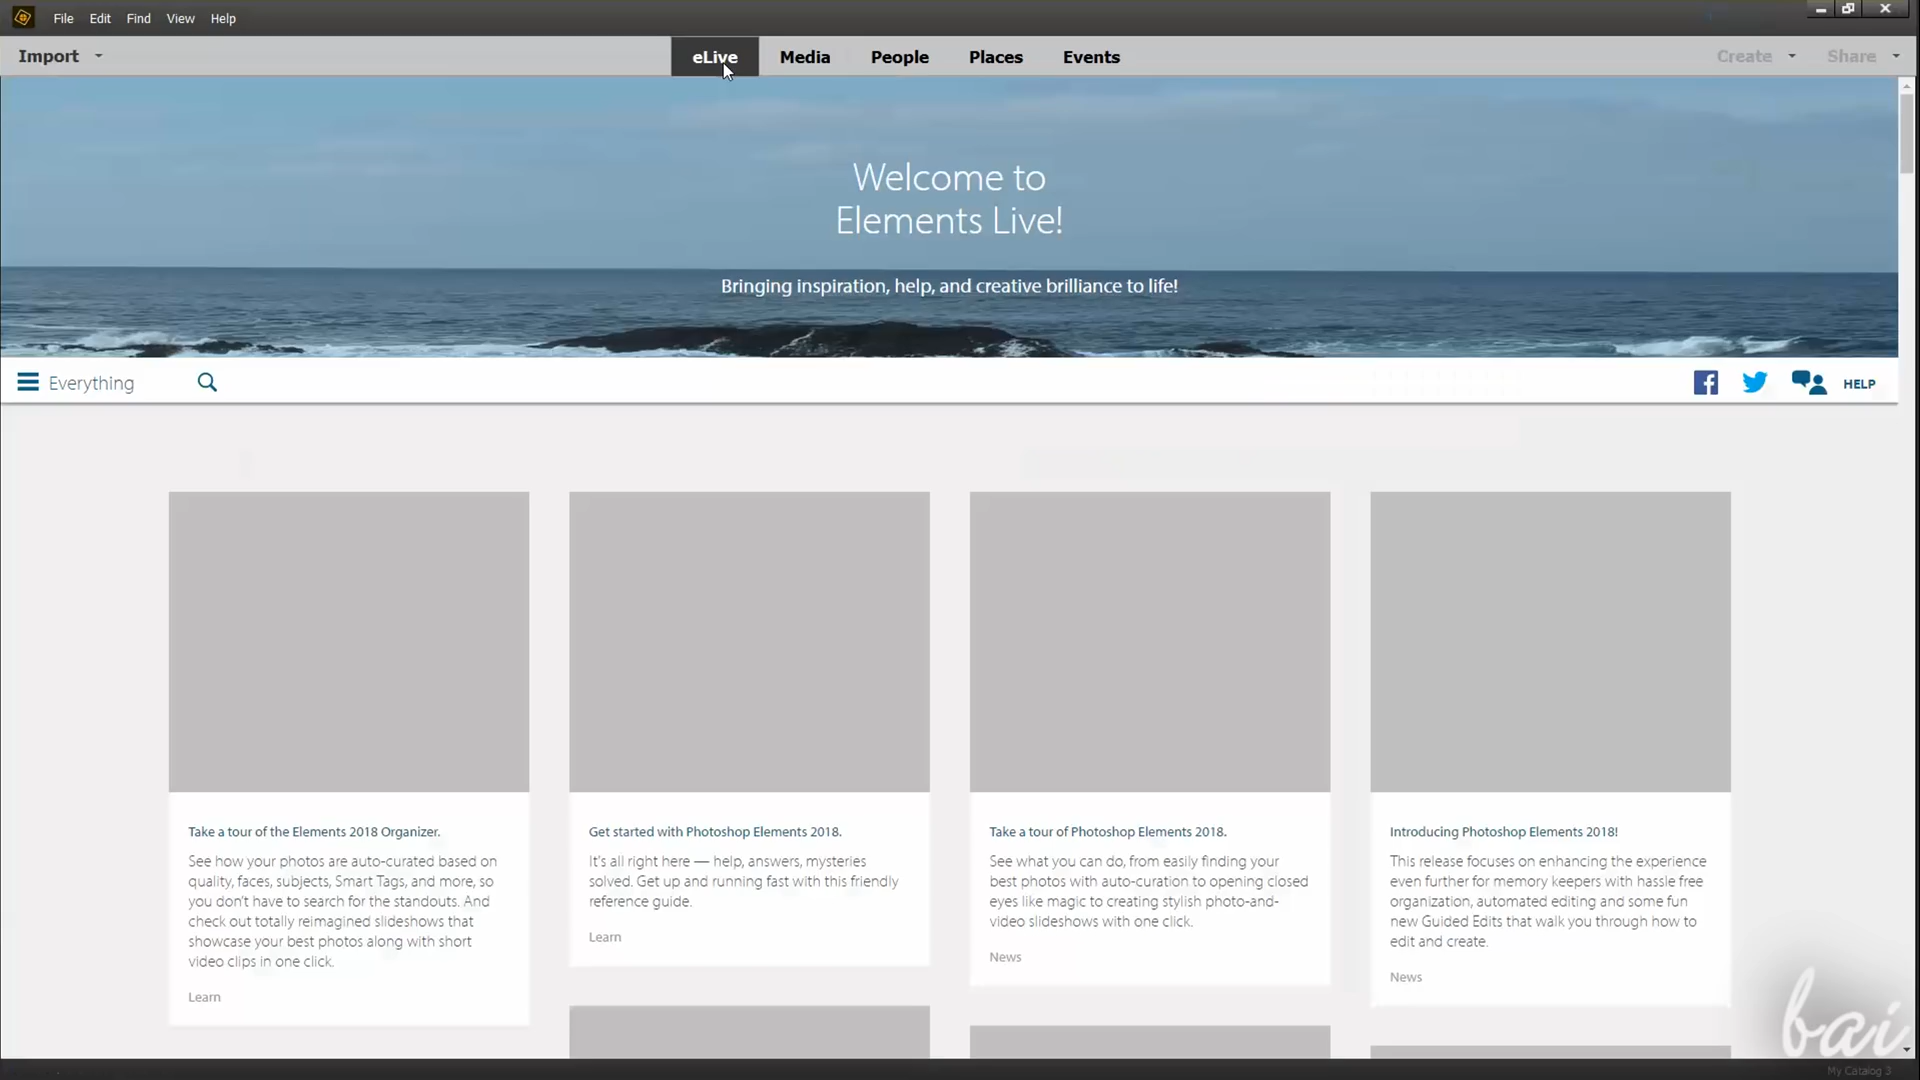 File Edit Find View Help
Import eLive Media People Places Events Create Share
Welcome to
Elements Live!
Bringing inspiration, help, and creative brilliance to life!
Everything HELP
Take a tour of the Elements 2018 Organizer.
See how your photos are auto-curated based on
quality, faces, subjects, Smart Tags, and more, so
you don't have to search for the standouts. And
check out totally reimagined slideshows that
showcase your best photos along with short
video clips in one click.
Learn
Get started with Photoshop Elements 2018.
It's all right here — help, answers, mysteries
solved. Get up and running fast with this friendly
reference guide.
Learn
Take a tour of Photoshop Elements 2018.
See what you can do, from easily finding your
best photos with auto-curation to opening closed
eyes like magic to creating stylish photo-and-
video slideshows with one click.
News
Introducing Photoshop Elements 2018!
This release focuses on enhancing the experience
even further for memory keepers with hassle free
organization, automated editing and some fun
new Guided Edits that walk you through how to
edit and create.
News
bai
My Catalog 3